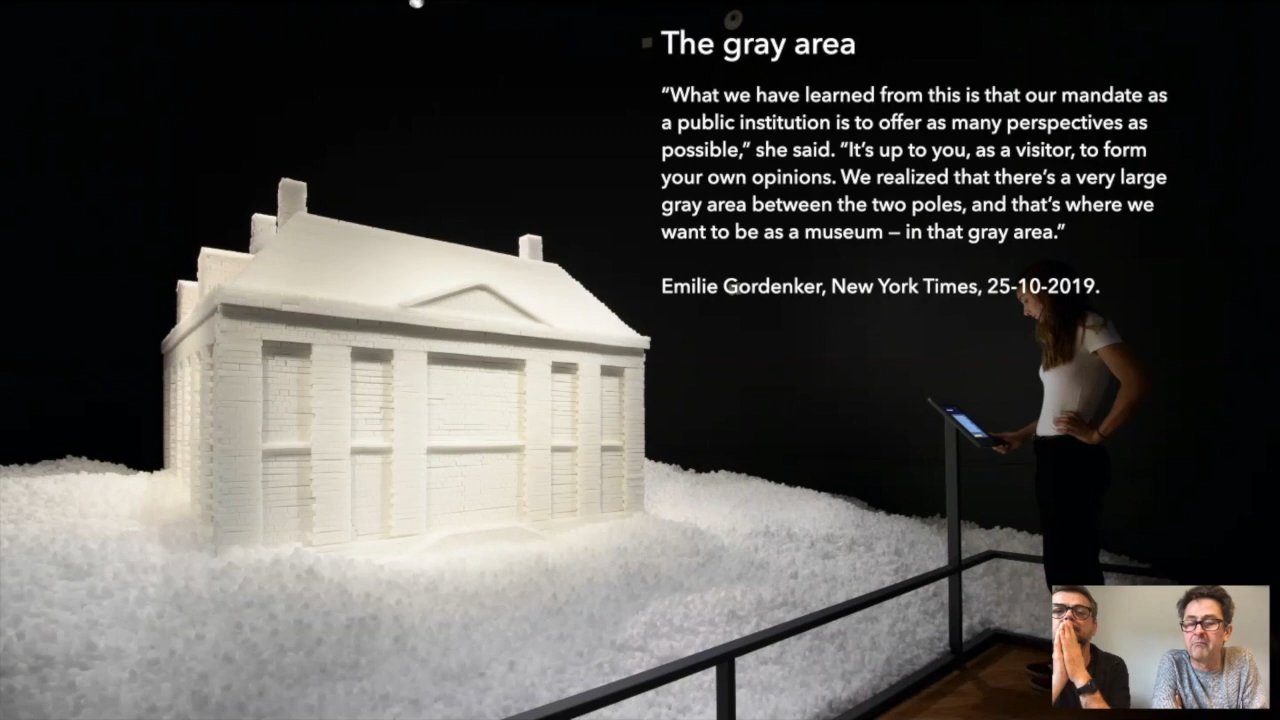 The gray area
“What we have learned from this is that our mandate as
a public institution is to offer as many perspectives as
possible,” she said. “It’s up to you, as a visitor, to form
your own opinions. We realized that there’s a very large
gray area between the two poles, and that’s where we
want to be as a museum – in that gray area.”
Emilie Gordenker, New York Times, 25-10-2019.